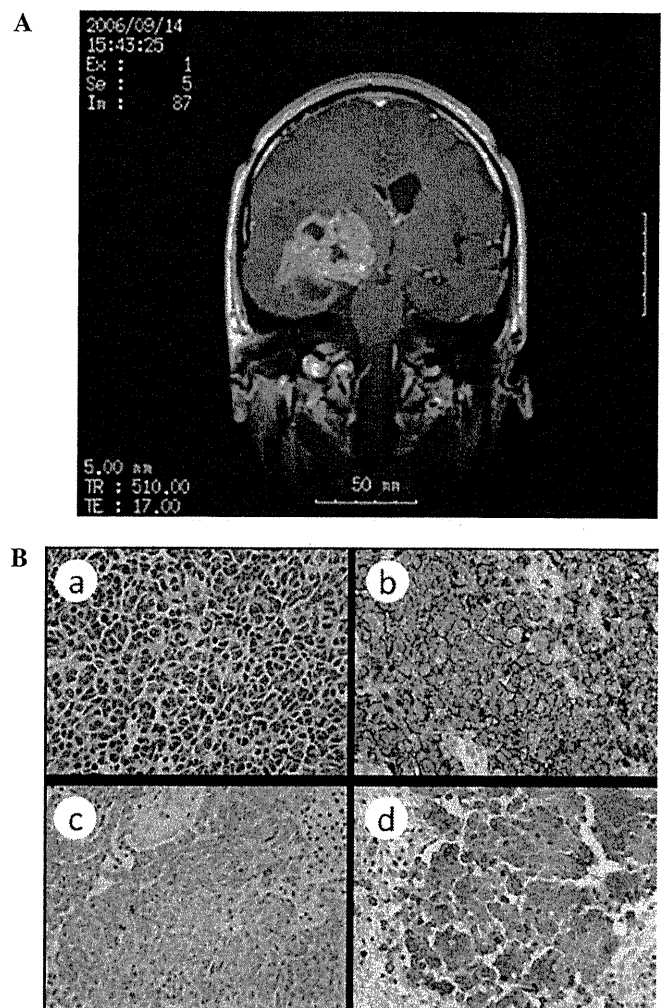 A
2006/09/14
15:43:25
Ex : 1
Se : 5
Im : 87
5.00 mm
TR : 510.00
TE : 17.00
50 mm
B
a
b
c
d